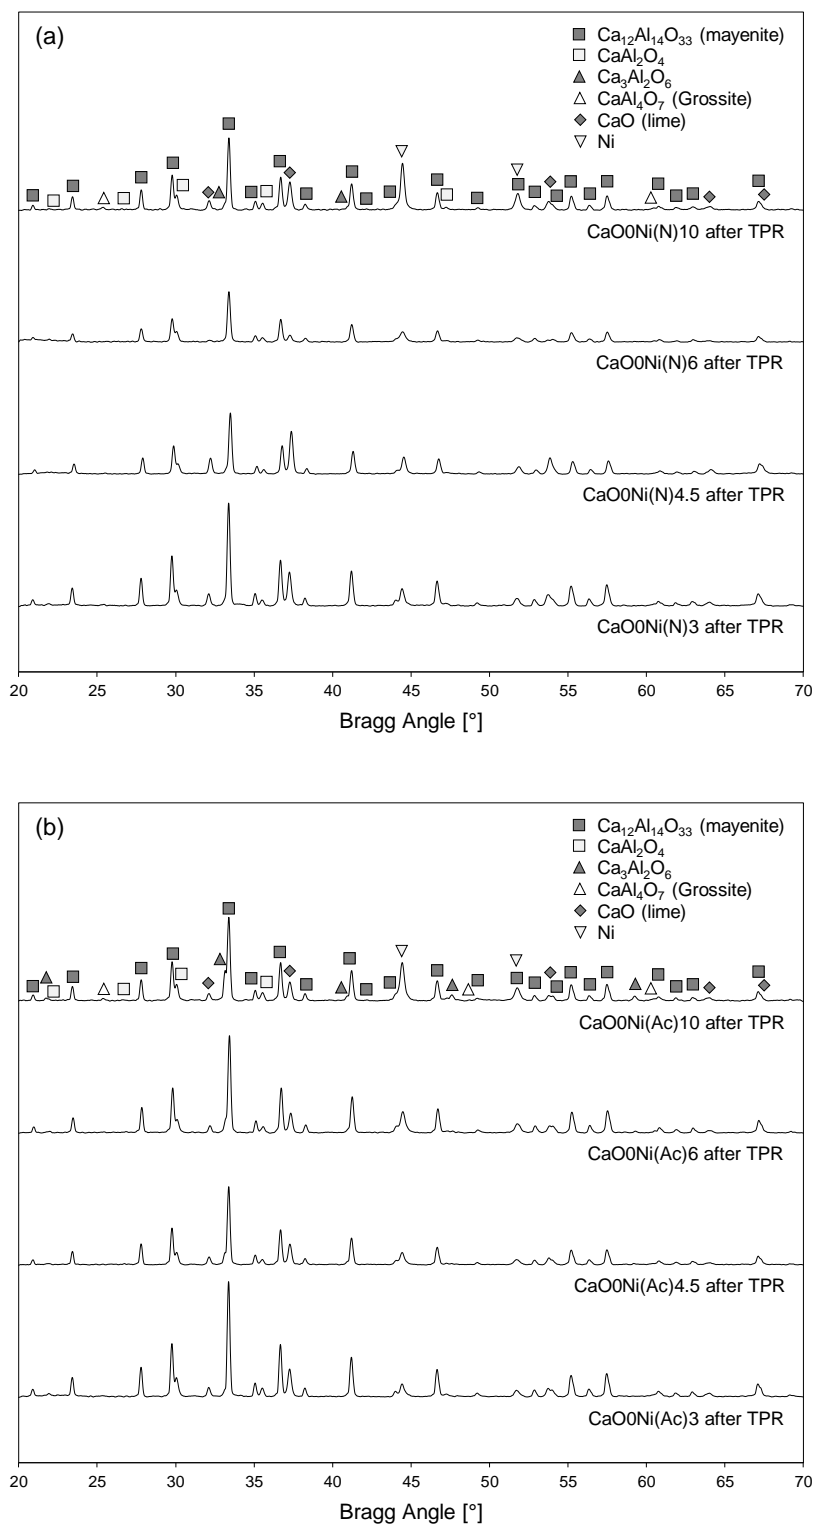 (a)
Ca₁₂Al₁₄O₃₃ (mayenite)
CaAl₂O₄
Ca₃Al₂O₆
CaAl₄O₇ (Grossite)
CaO (lime)
Ni
CaO0Ni(N)10 after TPR
CaO0Ni(N)6 after TPR
CaO0Ni(N)4.5 after TPR
CaO0Ni(N)3 after TPR
20 25 30 35 40 45 50 55 60 65 70
Bragg Angle [°]
(b)
Ca₁₂Al₁₄O₃₃ (mayenite)
CaAl₂O₄
Ca₃Al₂O₆
CaAl₄O₇ (Grossite)
CaO (lime)
Ni
CaO0Ni(Ac)10 after TPR
CaO0Ni(Ac)6 after TPR
CaO0Ni(Ac)4.5 after TPR
CaO0Ni(Ac)3 after TPR
20 25 30 35 40 45 50 55 60 65 70
Bragg Angle [°]